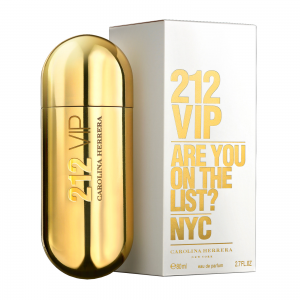 212 VIP
CAROLINA HERRERA
212
VIP
ARE YOU
ON THE
LIST?
NYC
CAROLINA HERRERA
NEW YORK
80ml eau de parfum 2.7FL.OZ